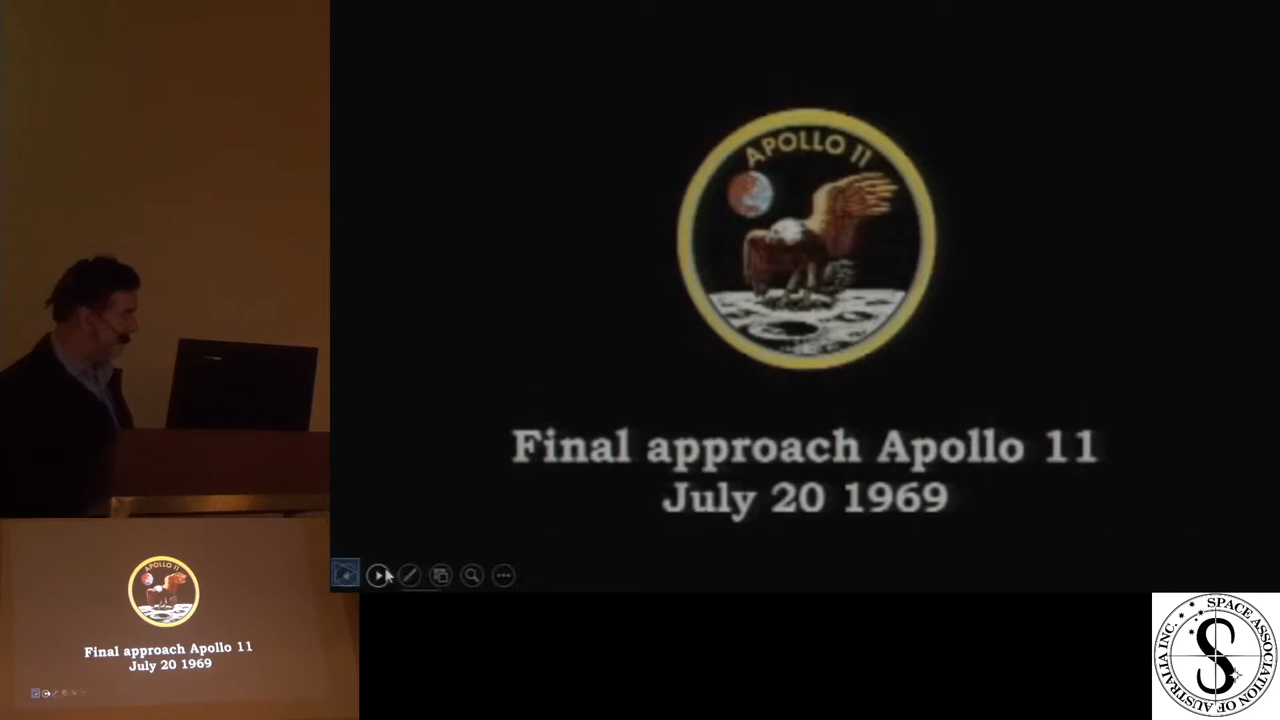 APOLLO 11
Final approach Apollo 11
July 20 1969
APOLLO 11
Final approach Apollo 11
July 20 1969
SPACE ASSOCIATION OF AUSTRALIA INC.
S